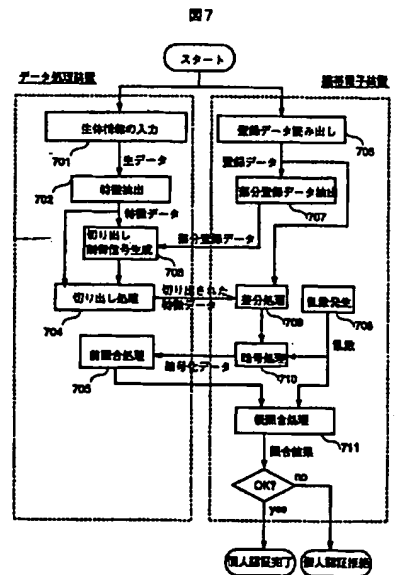 図7
スタート
データ処理装置
携帯電子装置
生体情報の入力
701
生データ
登録データ読み出し
706
登録データ
702
特徴抽出
特徴データ
部分登録データ抽出
707
切り出し
制御信号生成
703
部分登録データ
切り出し処理
704
切り出された
特徴データ
差分処理
709
乱数発生
708
乱数
前照合処理
705
暗号化データ
暗号処理
710
後照合処理
711
照合結果
OK?
no
yes
個人認証完了
個人認証拒絶